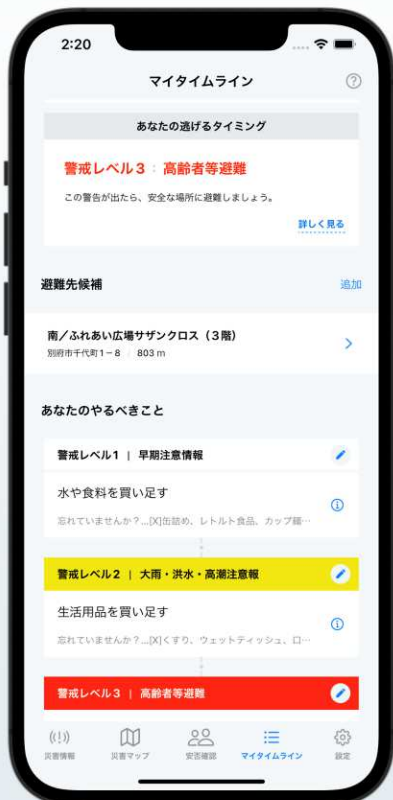 2:20
マイタイムライン
あなたの逃げるタイミング
警戒レベル3：高齢者等避難
この警告が出たら、安全な場所に避難しましょう。
詳しく見る
避難先候補
追加
南／ふれあい広場サザンクロス（3階）
別府市千代町1-8 / 803 m
あなたのやるべきこと
警戒レベル1 | 早期注意情報
水や食料を買い足す
忘れていませんか？...[X]缶詰め、レトルト食品、カップ麺…
警戒レベル2 | 大雨・洪水・高潮注意報
生活用品を買い足す
忘れていませんか？...[X]くすり、ウェットティッシュ、ロ…
警戒レベル3 | 高齢者等避難
災害情報
災害マップ
安否確認
マイタイムライン
設定